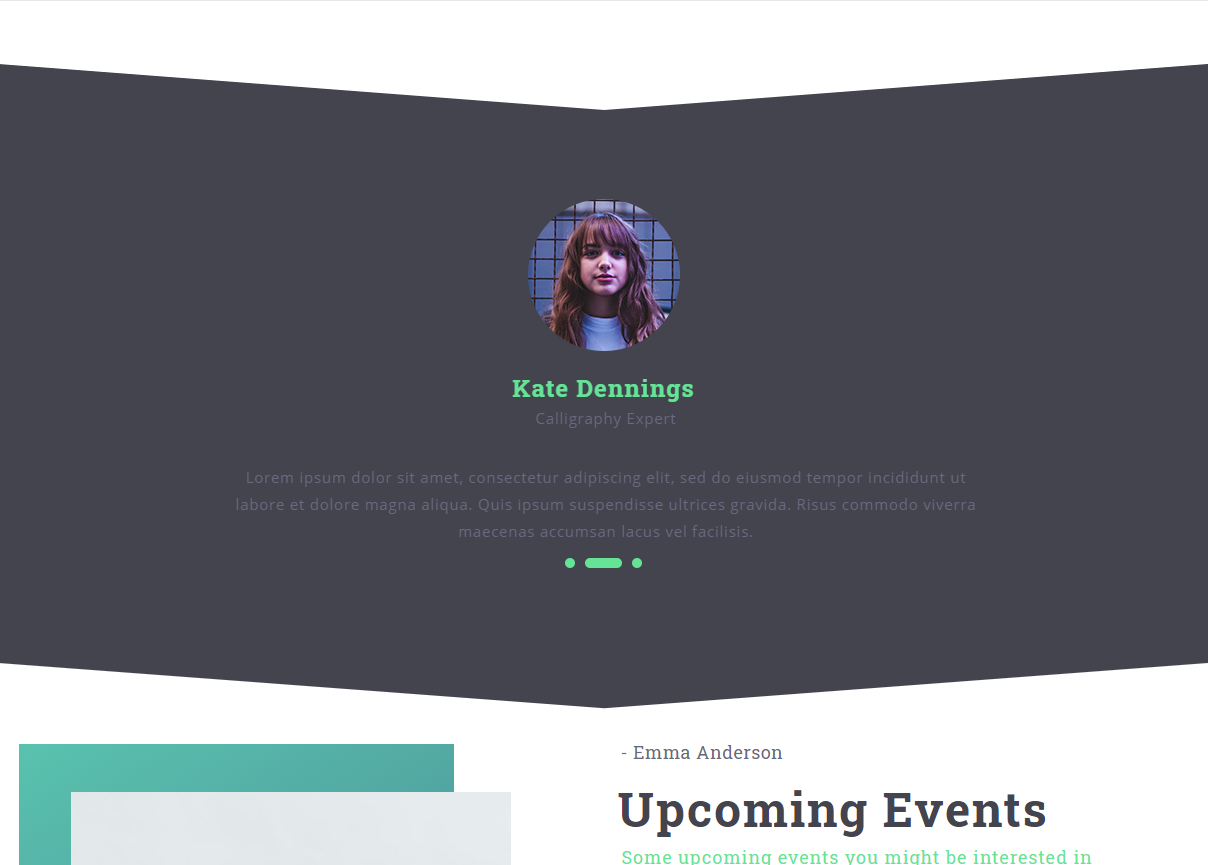 Kate Dennings
Calligraphy Expert
Lorem ipsum dolor sit amet, consectetur adipiscing elit, sed do eiusmod tempor incididunt ut
labore et dolore magna aliqua. Quis ipsum suspendisse ultrices gravida. Risus commodo viverra
maecenas accumsan lacus vel facilisis.
- Emma Anderson
Upcoming Events
Some upcoming events you might be interested in